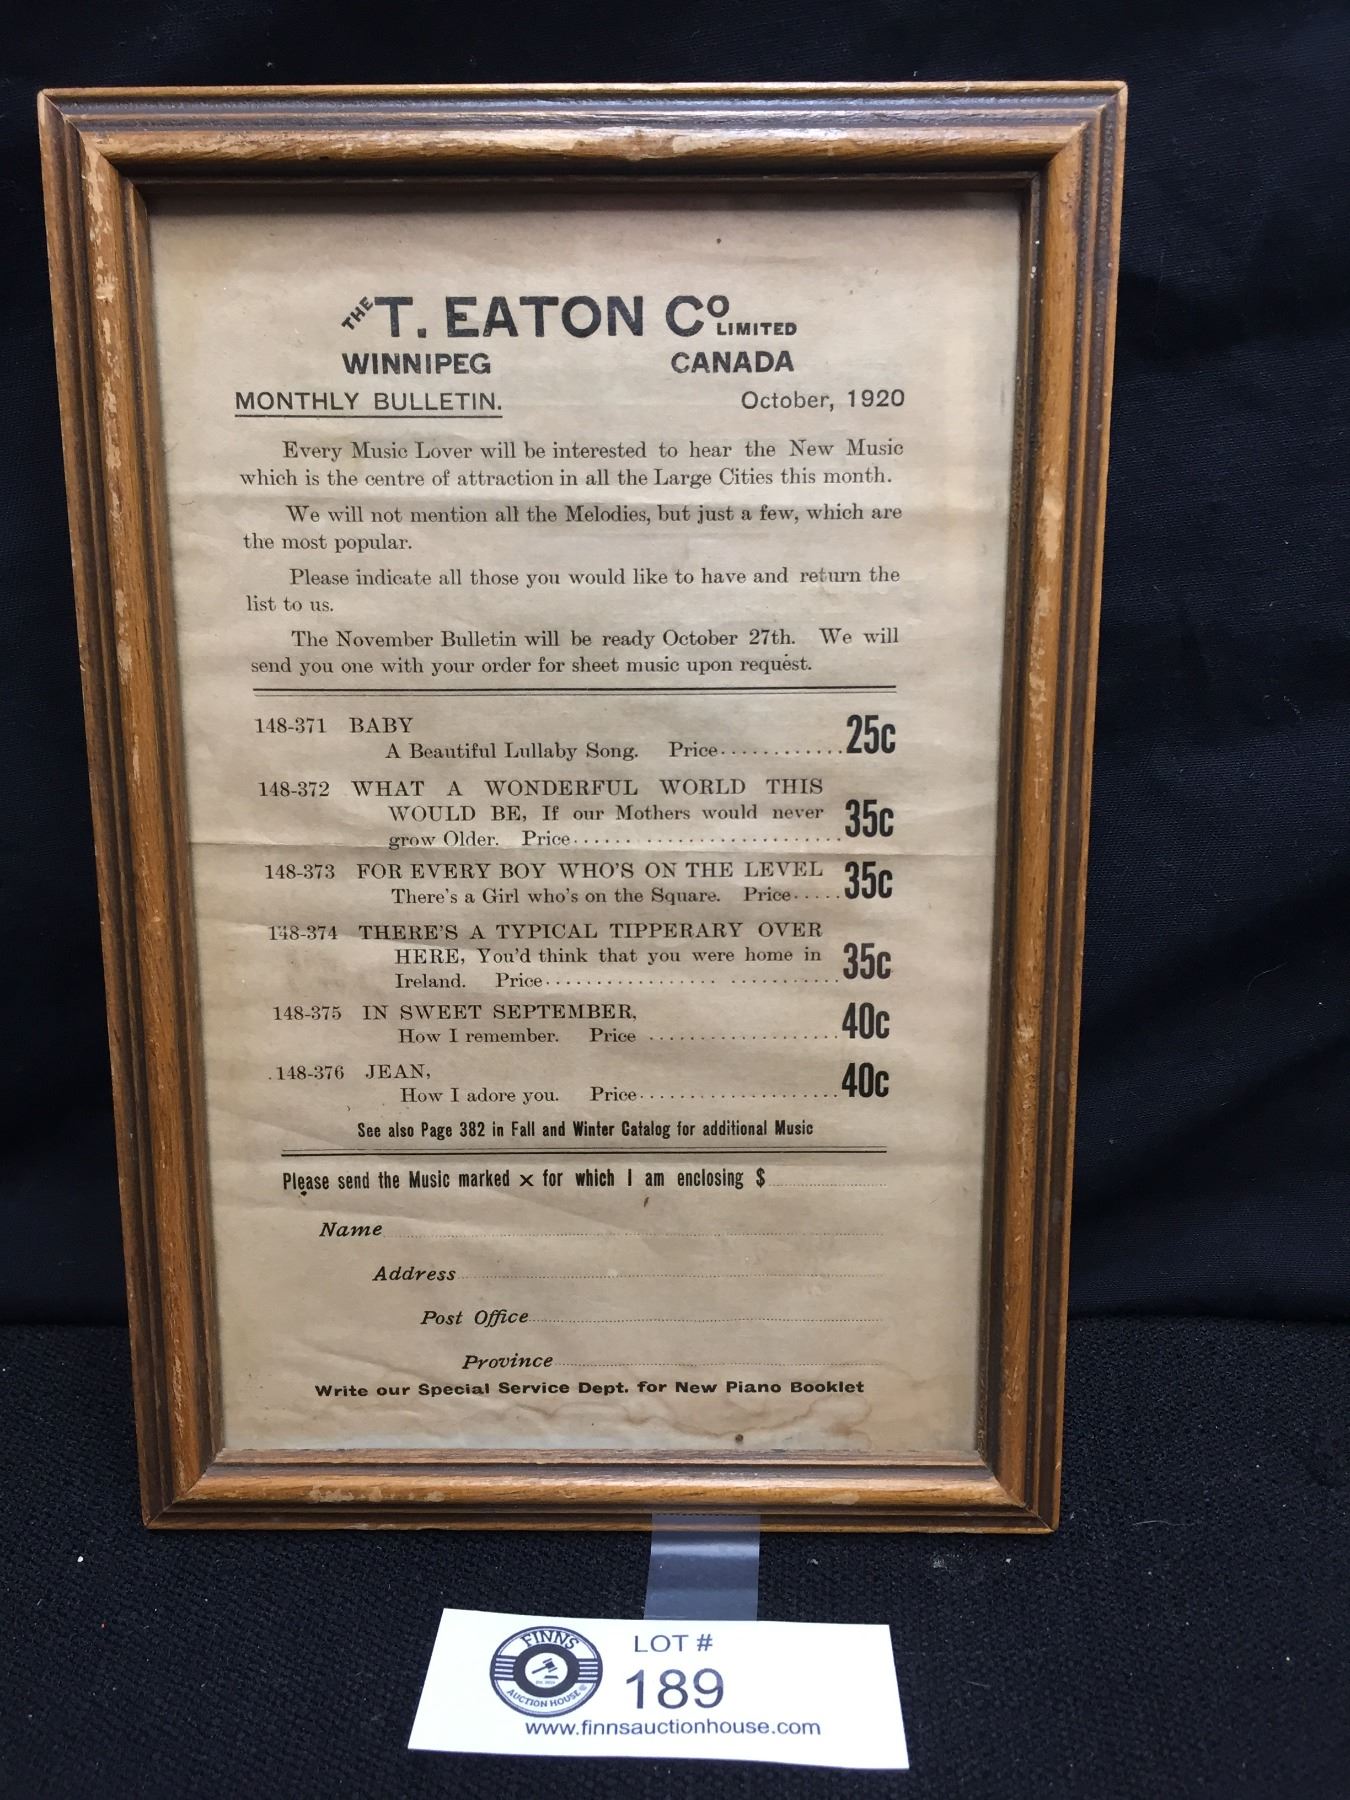 THE T. EATON Co LIMITED
WINNIPEG CANADA
MONTHLY BULLETIN. October, 1920
Every Music Lover will be interested to hear the New Music
which is the centre of attraction in all the Large Cities this month.
We will not mention all the Melodies, but just a few, which are
the most popular.
Please indicate all those you would like to have and return the
list to us.
The November Bulletin will be ready October 27th. We will
send you one with your order for sheet music upon request.
148-371 BABY
A Beautiful Lullaby Song. Price............ 25c
148-372 WHAT A WONDERFUL WORLD THIS
WOULD BE, If our Mothers would never
grow Older. Price...... .................... 35c
148-373 FOR EVERY BOY WHO'S ON THE LEVEL
There's a Girl who's on the Square. Price..... 35c
148-374 THERE'S A TYPICAL TIPPERARY OVER
HERE, You'd think that you were home in
Ireland. Price................. ........... 35c
148-375 IN SWEET SEPTEMBER,
How I remember. Price ................... 40c
148-376 JEAN,
How I adore you. Price.................... 40c
See also Page 382 in Fall and Winter Catalog for additional Music
Please send the Music marked x for which I am enclosing $
Name
Address
Post Office
Province
Write our Special Service Dept. for New Piano Booklet
FINNS
AUCTION HOUSE
LOT #
189
www.finnsauctionhouse.com